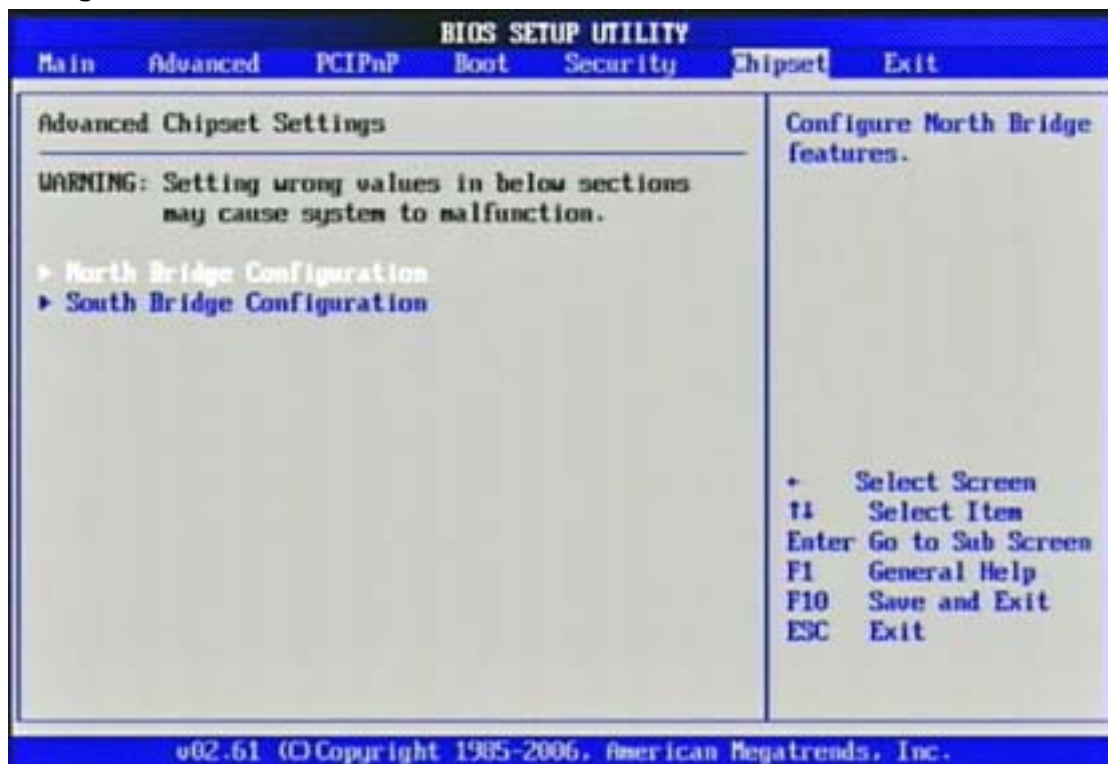 BIOS SETUP UTILITY
Main Advanced PCIPnP Boot Security Chipset Exit
Advanced Chipset Settings
WARNING: Setting wrong values in below sections
may cause system to malfunction.
► North Bridge Configuration
► South Bridge Configuration
Configure North Bridge
features.
← Select Screen
↑↓ Select Item
Enter Go to Sub Screen
F1 General Help
F10 Save and Exit
ESC Exit
v02.61 (C)Copyright 1985-2006, American Megatrends, Inc.